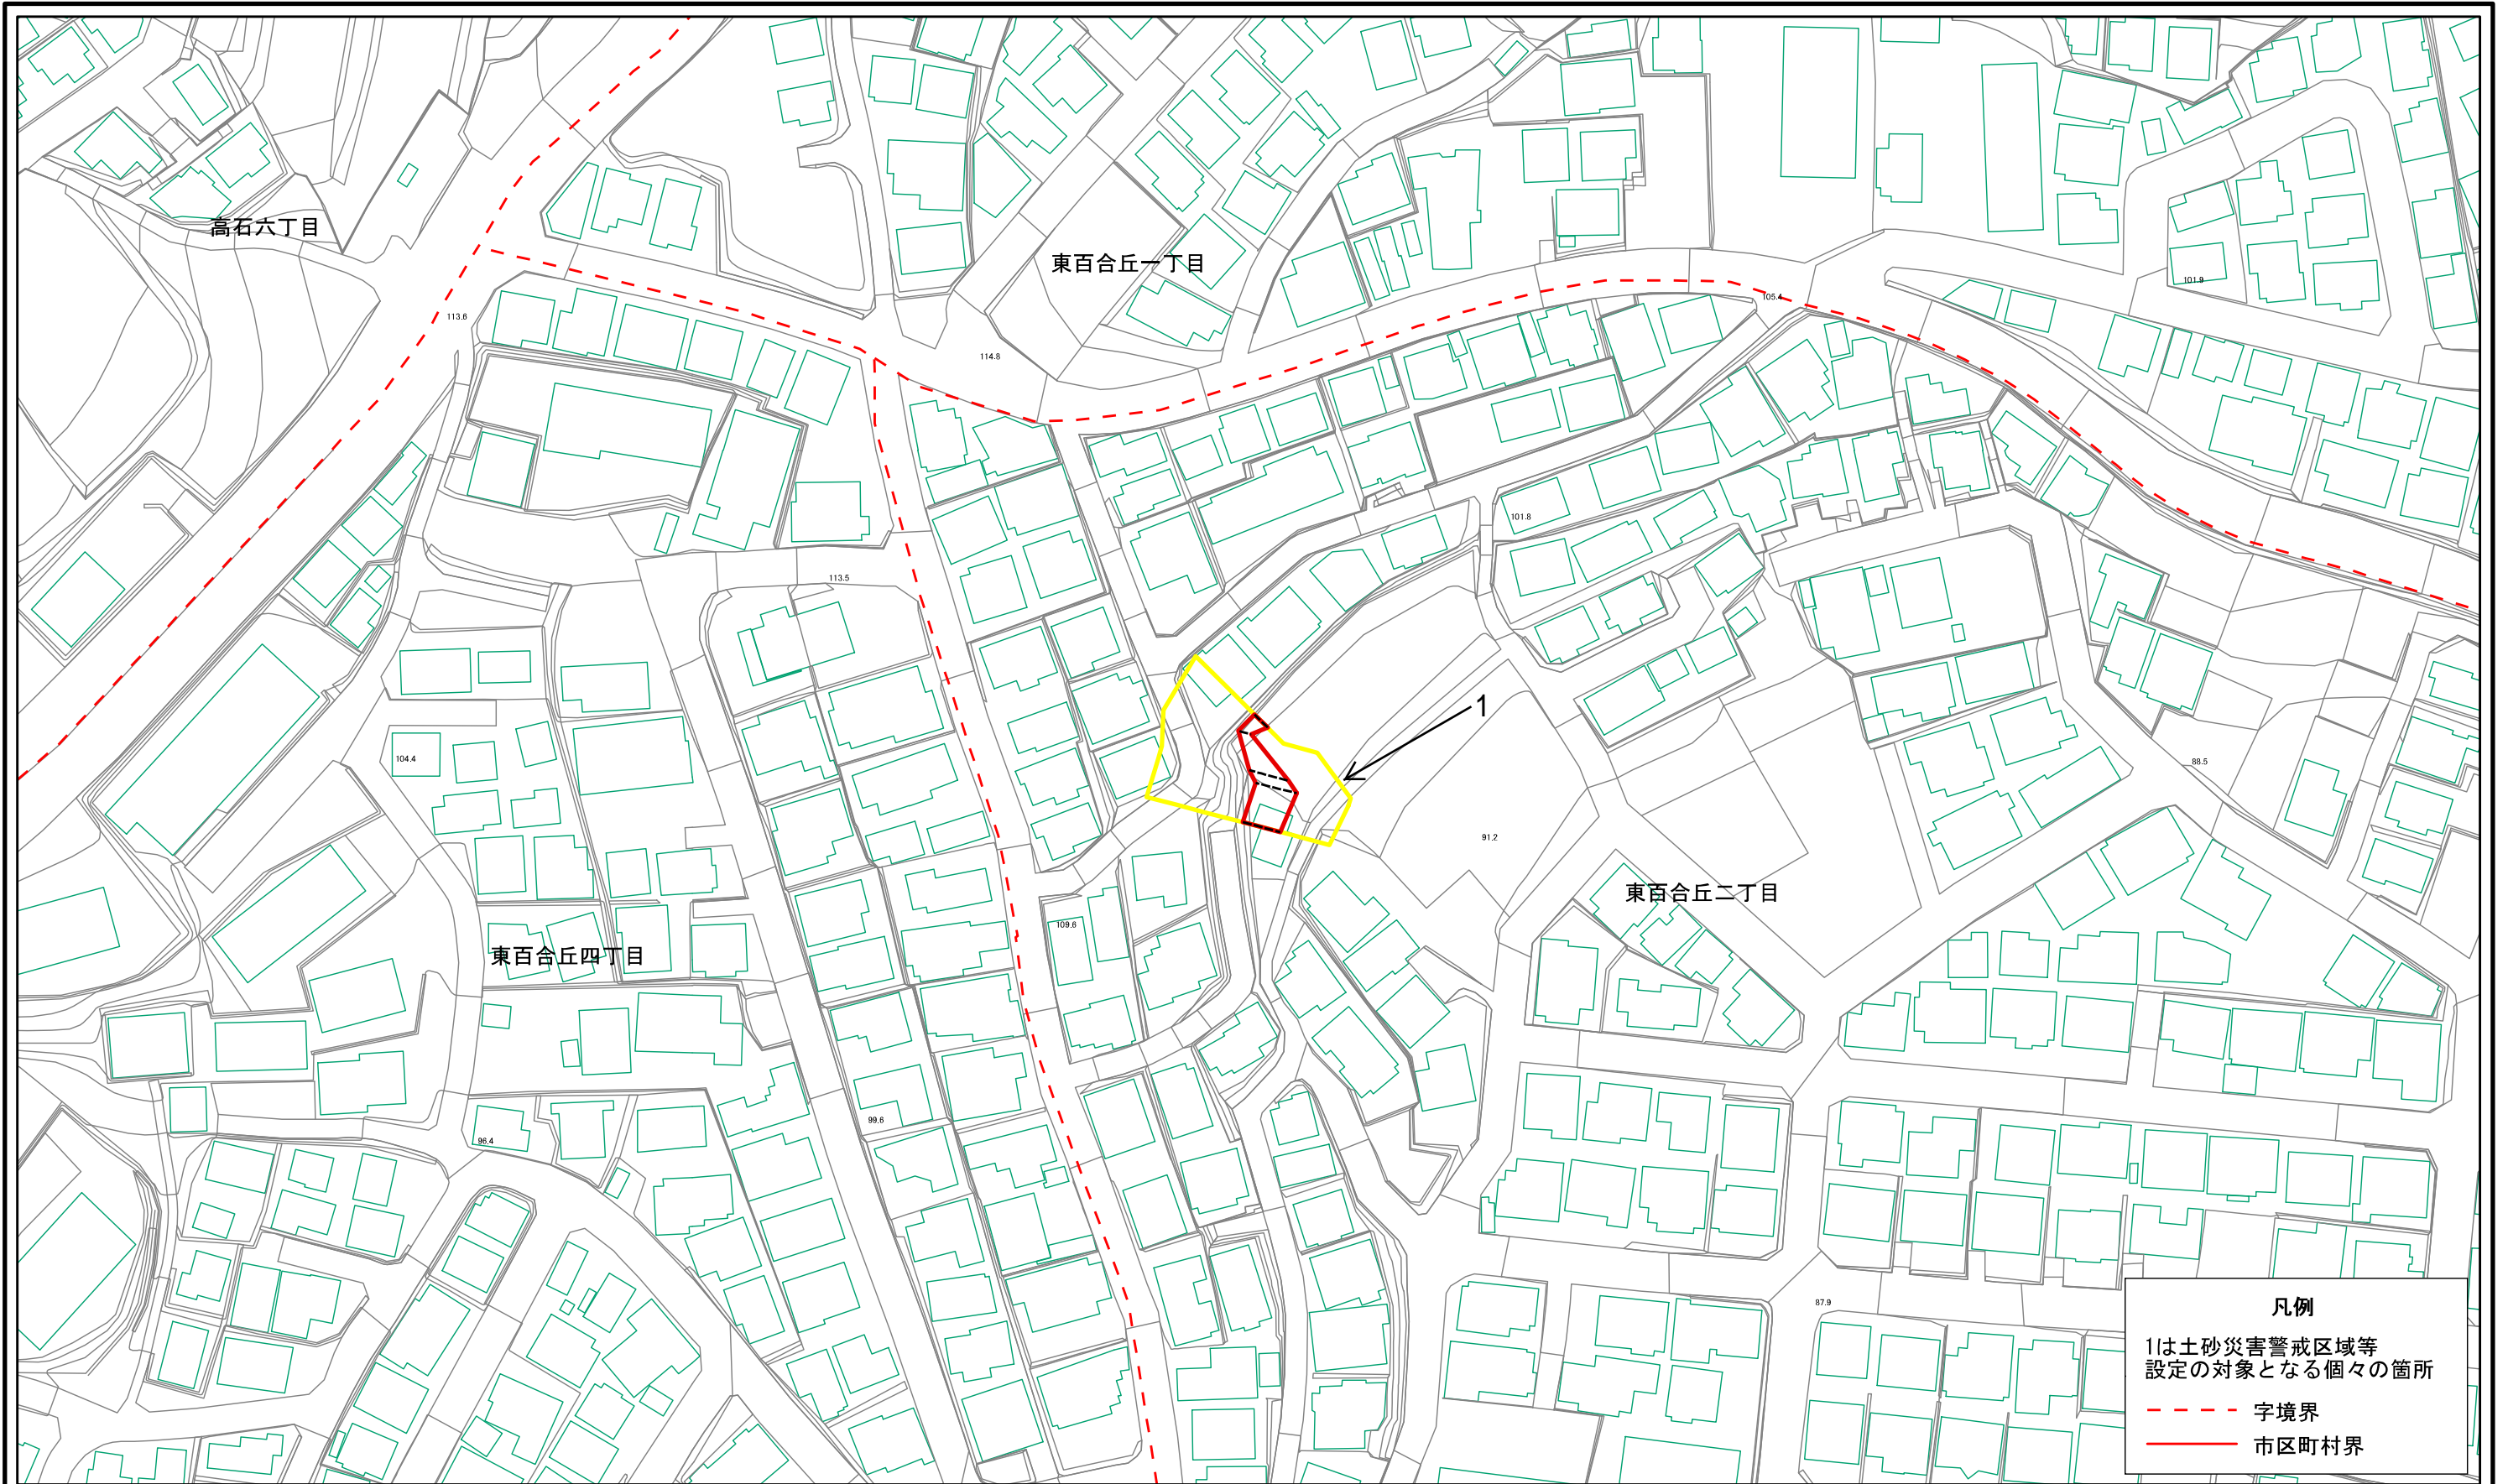 高石六丁目
東百合丘一丁目
101.9
105.4
113.6
114.8
101.8
113.5
1
104.4
88.5
91.2
東百合丘二丁目
109.6
東百合丘四丁目
99.6
96.4
87.9
凡例
1は土砂災害警戒区域等
設定の対象となる個々の箇所
字境界
市区町村界